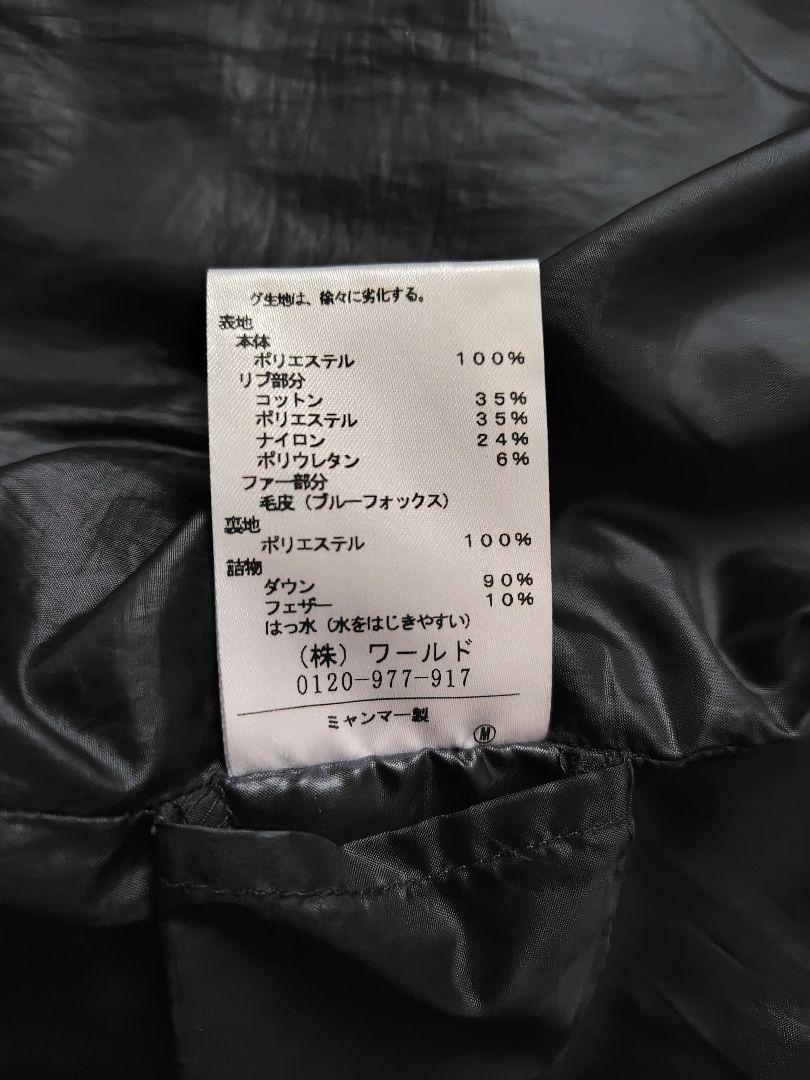 グ生地は、徐々に劣化する。
表地
本体
ポリエステル 100%
リブ部分
コットン 35%
ポリエステル 35%
ナイロン 24%
ポリウレタン 6%
ファー部分
毛皮(ブルーフォックス)
裏地
ポリエステル 100%
詰物
ダウン 90%
フェザー 10%
はっ水(水をはじきやすい)
(株)ワールド
0120-977-917
ミャンマー製
M